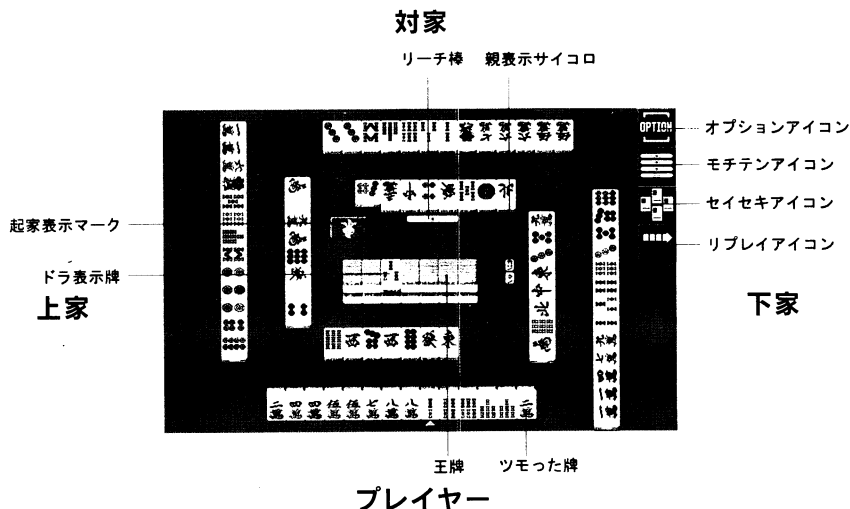 対家
リーチ棒 親表示サイコロ
OPTION
オプションアイコン
モチテンアイコン
セイセキアイコン
リプレイアイコン
起家表示マーク
ドラ表示牌
上家
下家
王牌 ツモった牌
プレイヤー